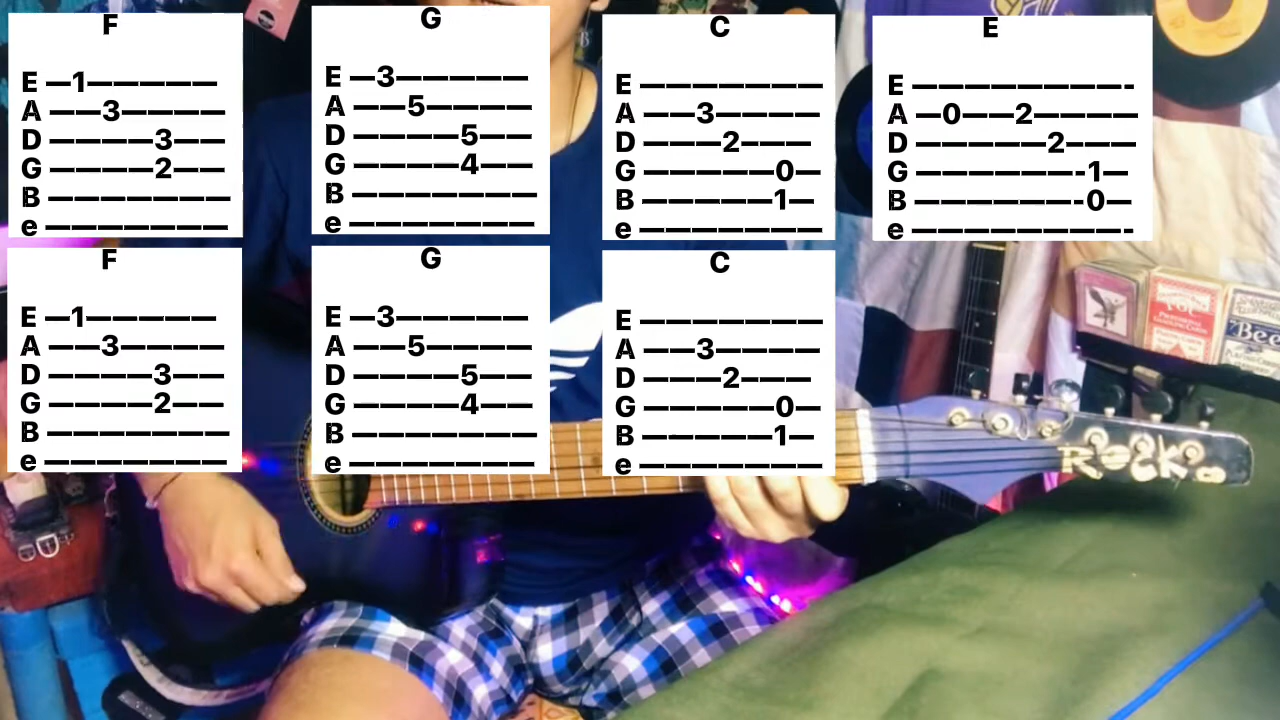 F
E —1—————
A ——3————
D ————3——
G ————2——
B ———————
e ———————
G
E —3—————
A ——5————
D ————5——
G ————4——
B ————————
e ———————
C
E ———————
A ——3————
D ———2———
G —————0—
B —————1—
e ———————
E
E ————————-
A —0——2————
D —————2———
G ——————-1—
B ——————-0—
e ————————-
F
E —1—————
A ——3————
D ————3——
G ————2——
B ———————
e ———————
G
E —3—————
A ——5————
D ————5——
G ————4——
B ————————
e ———————
C
E ———————
A ——3————
D ———2———
G —————0—
B —————1—
e ———————
Bee
RockS